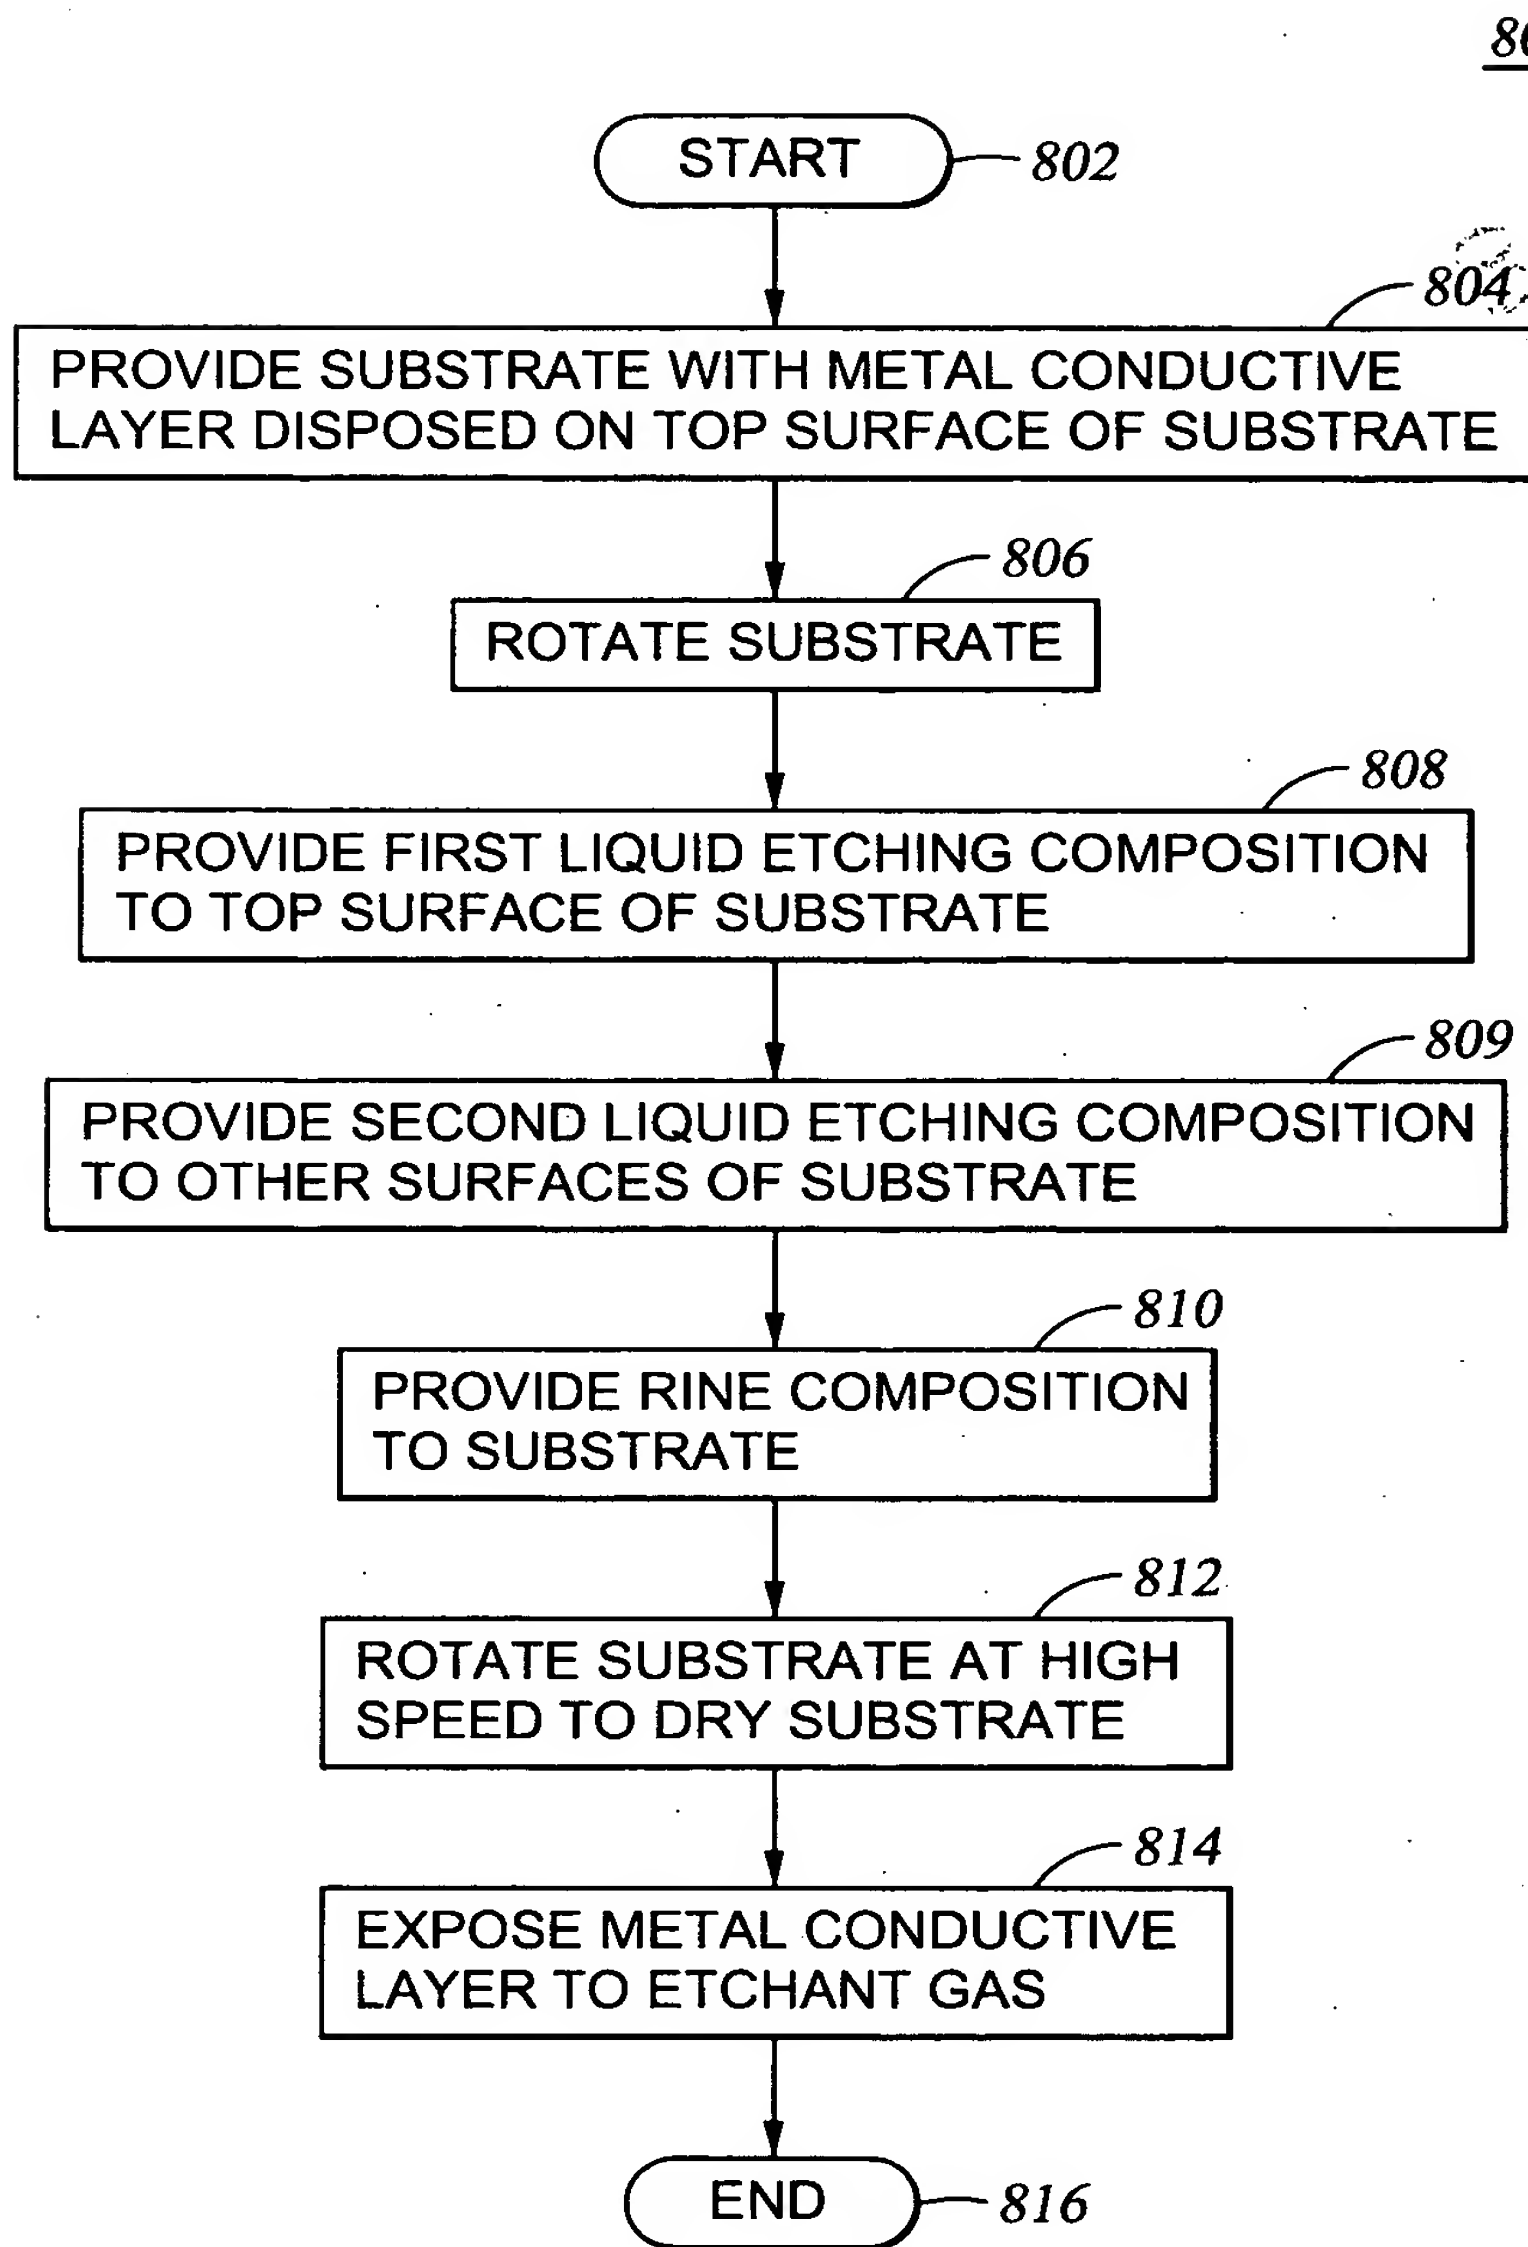 START
802
804
PROVIDE SUBSTRATE WITH METAL CONDUCTIVE
LAYER DISPOSED ON TOP SURFACE OF SUBSTRATE
806
ROTATE SUBSTRATE
808
PROVIDE FIRST LIQUID ETCHING COMPOSITION
TO TOP SURFACE OF SUBSTRATE
809
PROVIDE SECOND LIQUID ETCHING COMPOSITION
TO OTHER SURFACES OF SUBSTRATE
810
PROVIDE RINE COMPOSITION
TO SUBSTRATE
812
ROTATE SUBSTRATE AT HIGH
SPEED TO DRY SUBSTRATE
814
EXPOSE METAL CONDUCTIVE
LAYER TO ETCHANT GAS
END
816